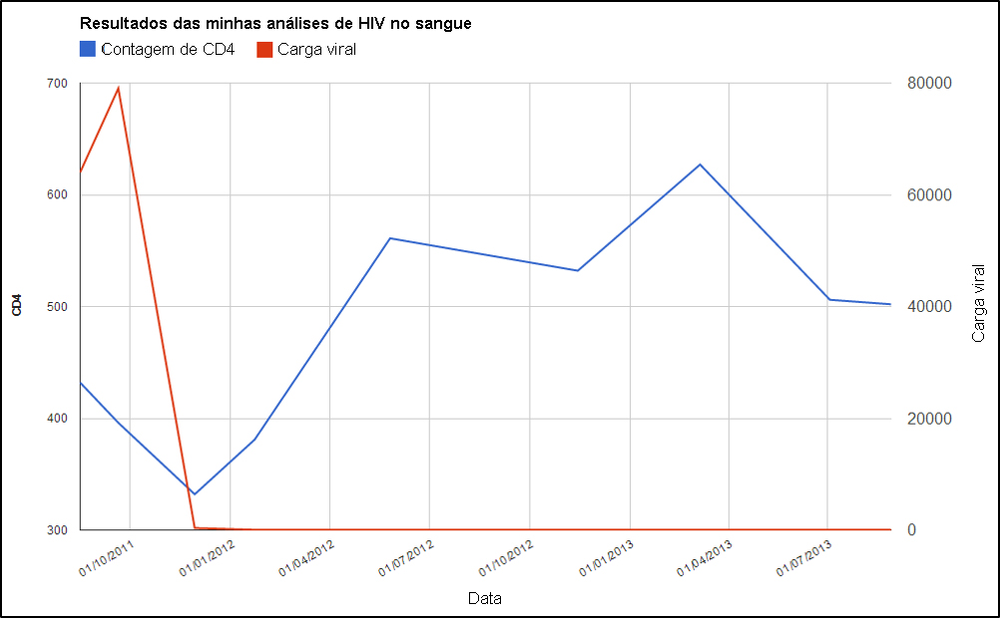 Resultados das minhas análises de HIV no sangue
Contagem de CD4 Carga viral
700 80000
600 60000
500 40000
400 20000
300 0
CD4
Carga viral
01/10/2011 01/01/2012 01/04/2012 01/07/2012 01/10/2012 01/01/2013 01/04/2013 01/07/2013
Data